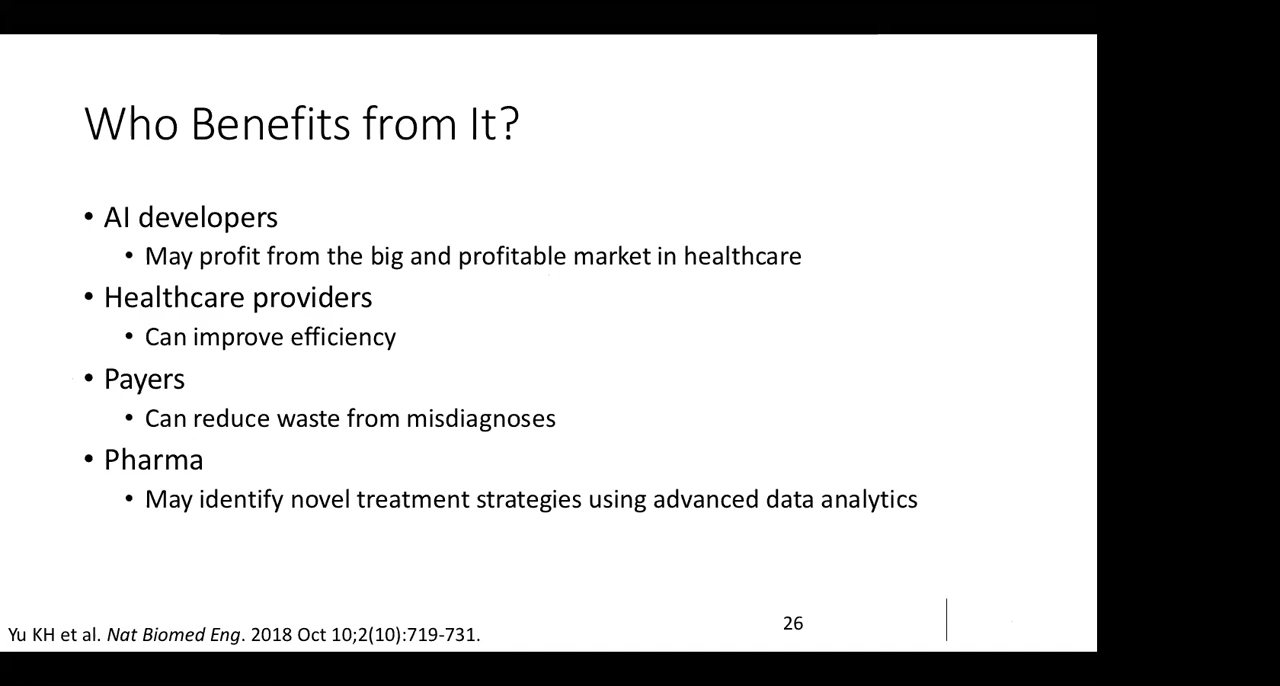 Who Benefits from It?
• AI developers
• May profit from the big and profitable market in healthcare
• Healthcare providers
• Can improve efficiency
• Payers
• Can reduce waste from misdiagnoses
• Pharma
• May identify novel treatment strategies using advanced data analytics
26
Yu KH et al. Nat Biomed Eng. 2018 Oct 10;2(10):719-731.